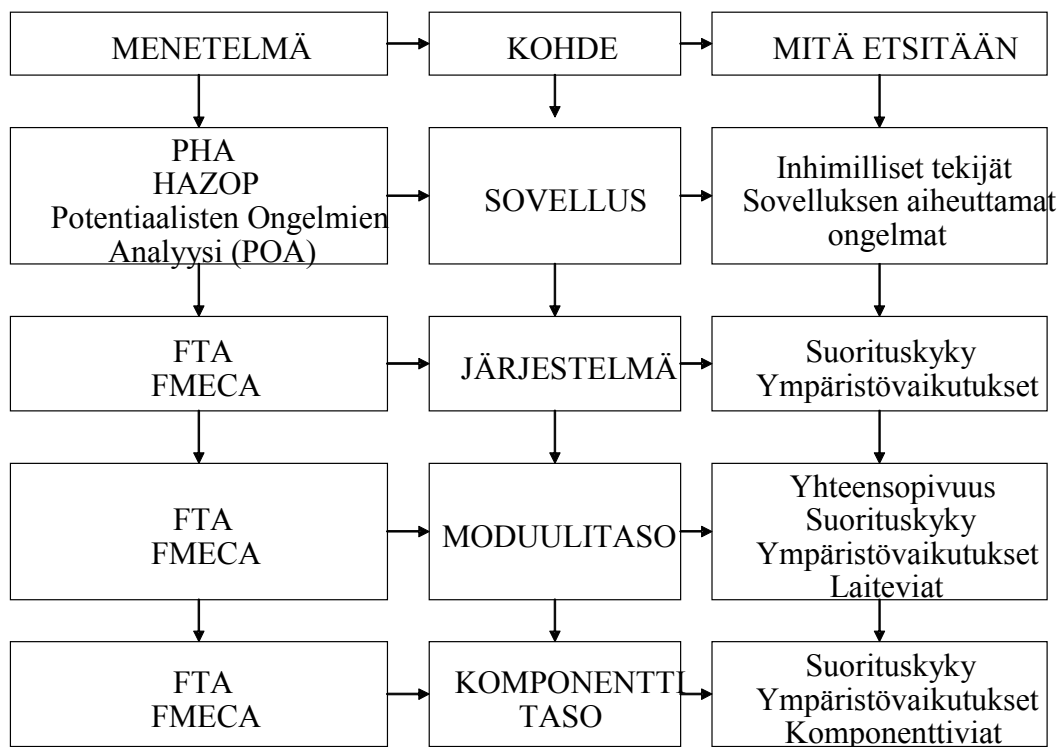 MENETELMÄ
KOHDE
MITÄ ETSITÄÄN
PHA
HAZOP
Potentiaalisten Ongelmien
Analyysi (POA)
SOVELLUS
Inhimilliset tekijät
Sovelluksen aiheuttamat
ongelmat
FTA
FMECA
JÄRJESTELMÄ
Suorituskyky
Ympäristövaikutukset
FTA
FMECA
MODUULITASO
Yhteensopivuus
Suorituskyky
Ympäristövaikutukset
Laiteviat
FTA
FMECA
KOMPONENTTI
TASO
Suorituskyky
Ympäristövaikutukset
Komponenttiviat